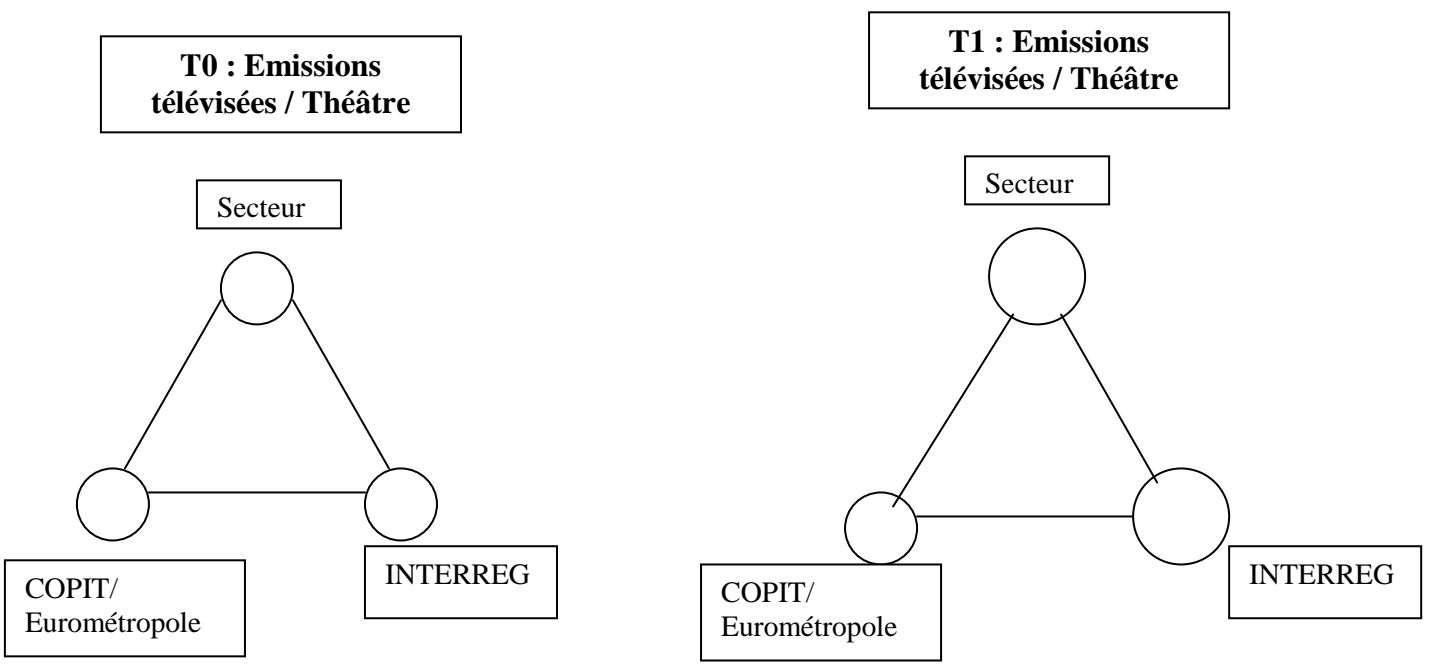 T0 : Emissions
télévisées / Théâtre
Secteur
COPIT/
Eurométropole
INTERREG
T1 : Emissions
télévisées / Théâtre
Secteur
COPIT/
Eurométropole
INTERREG